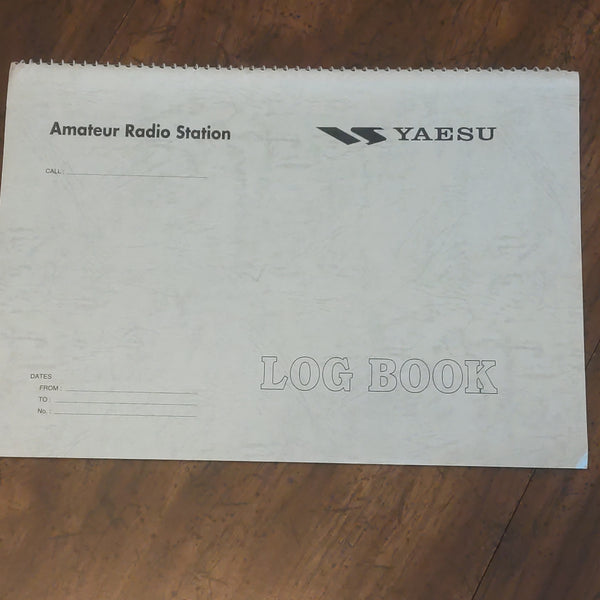 Amateur Radio Station
YAESU
CALL:
LOG BOOK
DATES
FROM:
TO:
No.: